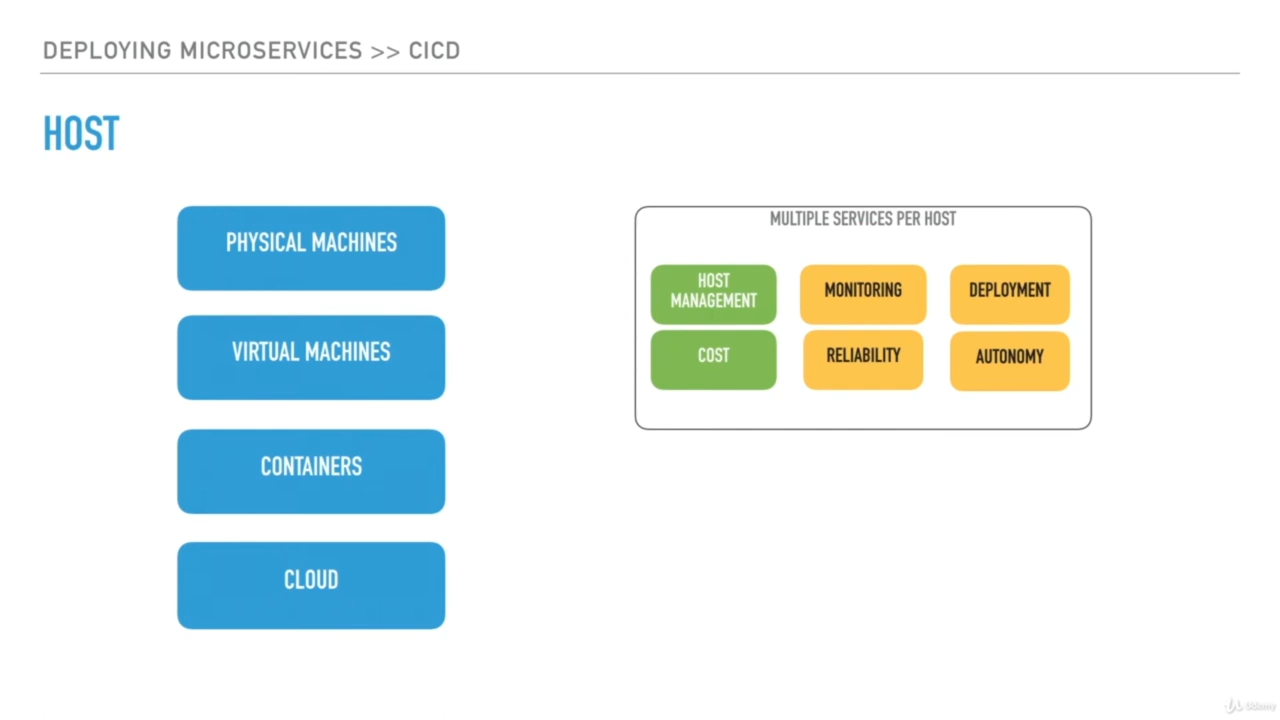 DEPLOYING MICROSERVICES >> CICD
HOST
PHYSICAL MACHINES
VIRTUAL MACHINES
CONTAINERS
CLOUD
MULTIPLE SERVICES PER HOST
HOST
MANAGEMENT
MONITORING
DEPLOYMENT
COST
RELIABILITY
AUTONOMY
Udemy